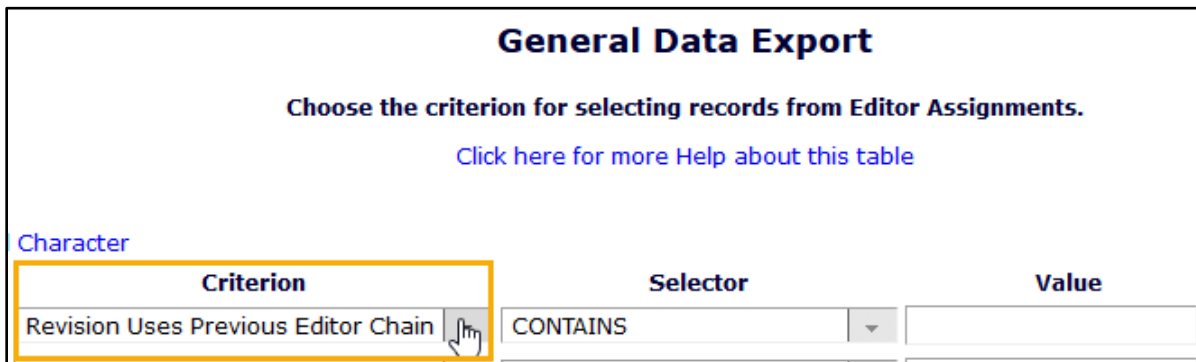 General Data Export
Choose the criterion for selecting records from Editor Assignments.
Click here for more Help about this table
Character
Criterion Selector Value
Revision Uses Previous Editor Chain CONTAINS